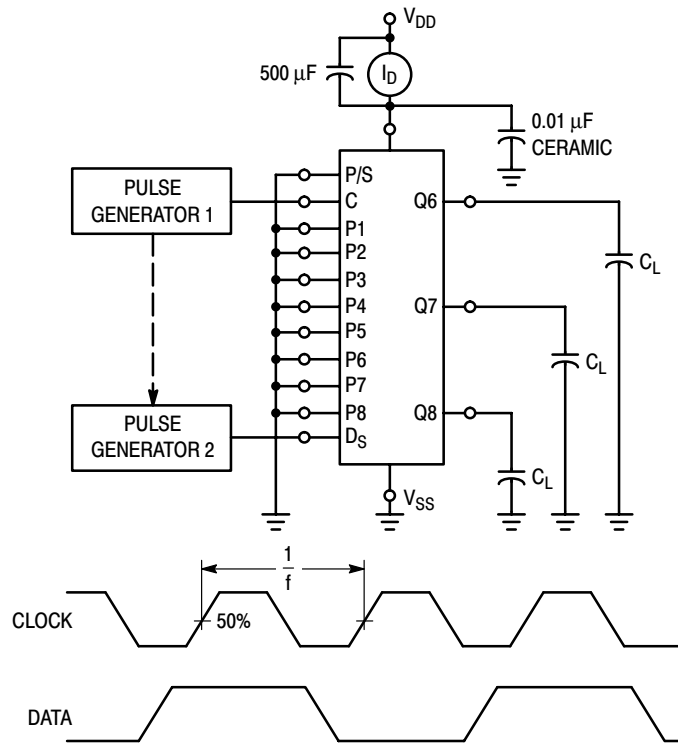 V_DD
500 µF
I_D
0.01 µF
CERAMIC
PULSE
GENERATOR 1
PULSE
GENERATOR 2
P/S
C
P1
P2
P3
P4
P5
P6
P7
P8
D_S
Q6
Q7
Q8
C_L
C_L
C_L
V_SS
1
f
CLOCK
50%
DATA